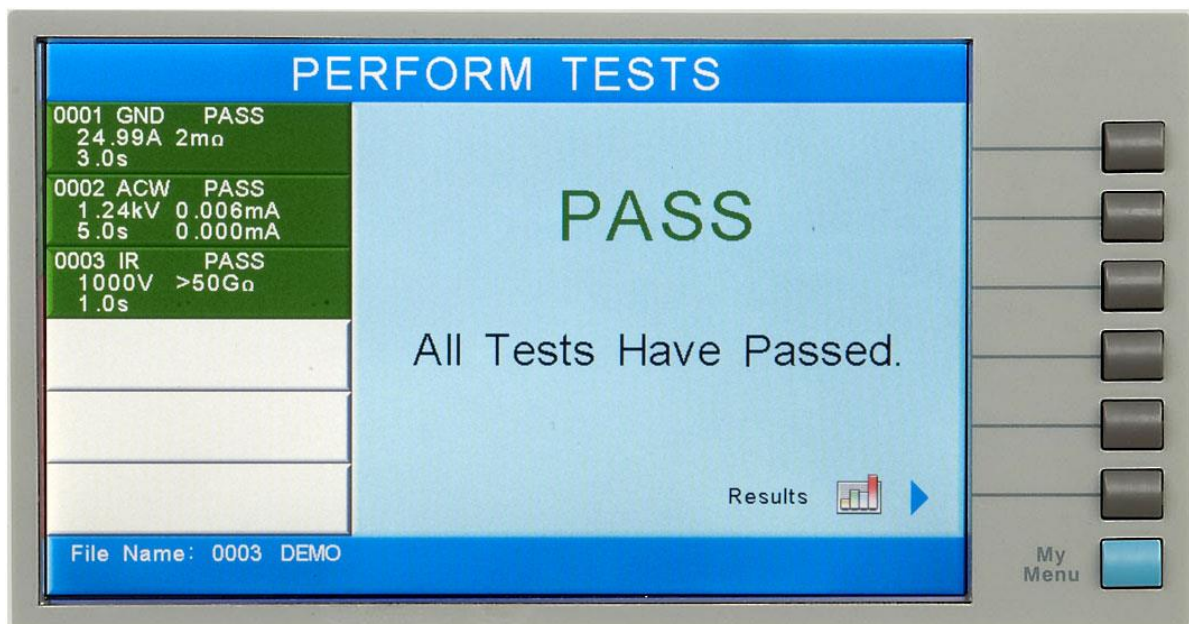 PERFORM TESTS
0001 GND PASS
24.99A 2mΩ
3.0s
0002 ACW PASS
1.24kV 0.006mA
5.0s 0.000mA
0003 IR PASS
1000V >50GΩ
1.0s
PASS
All Tests Have Passed.
Results
File Name: 0003 DEMO
My
Menu